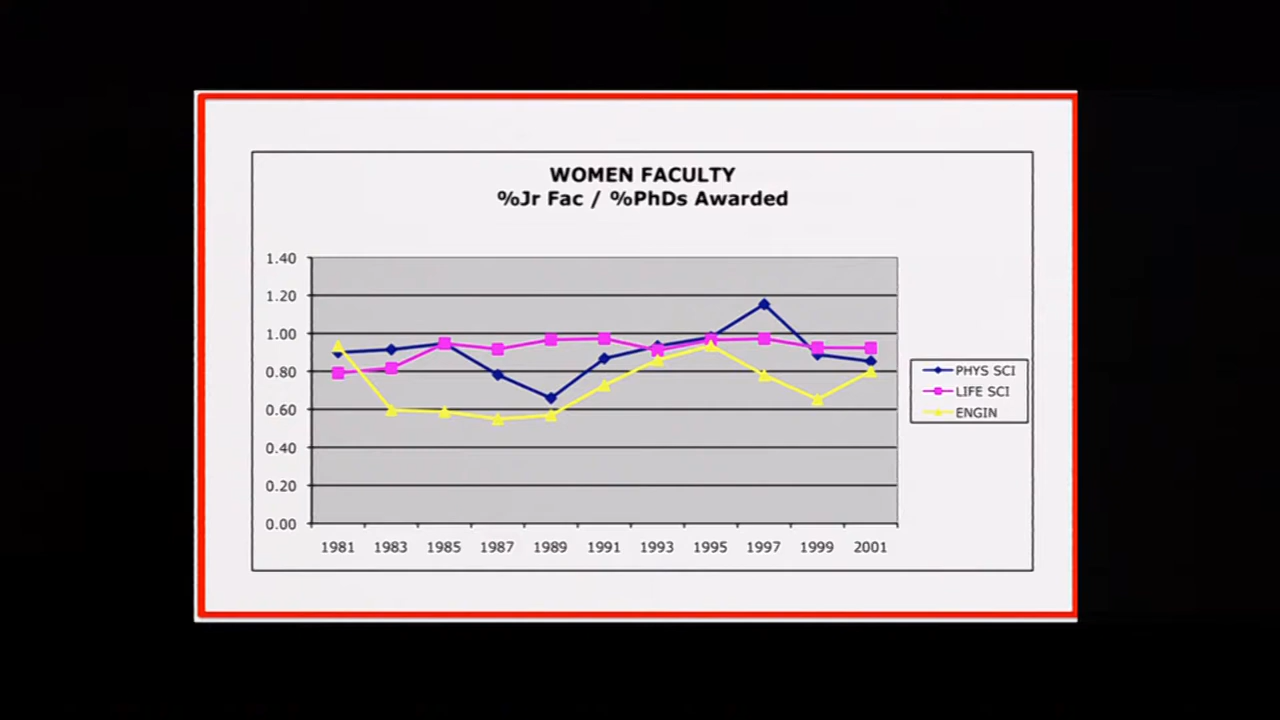 WOMEN FACULTY
%Jr Fac / %PhDs Awarded
1.40
1.20
1.00
0.80
0.60
0.40
0.20
0.00
1981 1983 1985 1987 1989 1991 1993 1995 1997 1999 2001
PHYS SCI
LIFE SCI
ENGIN